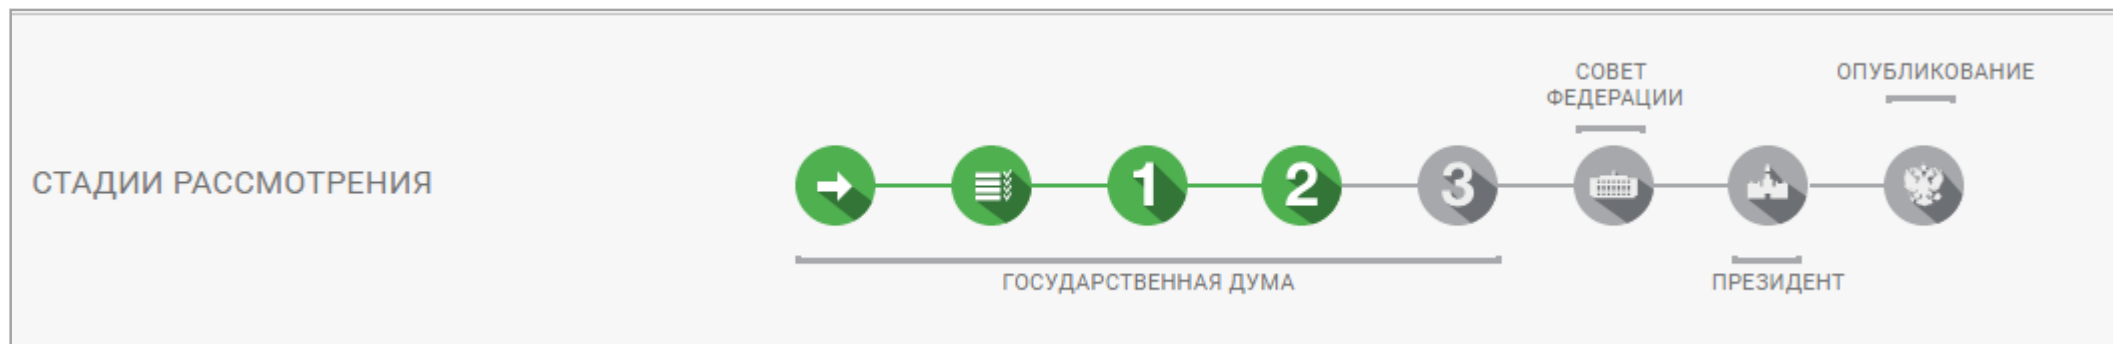 СОВЕТ
ФЕДЕРАЦИИ
ОПУБЛИКОВАНИЕ
СТАДИИ РАССМОТРЕНИЯ
1
2
3
ГОСУДАРСТВЕННАЯ ДУМА
ПРЕЗИДЕНТ